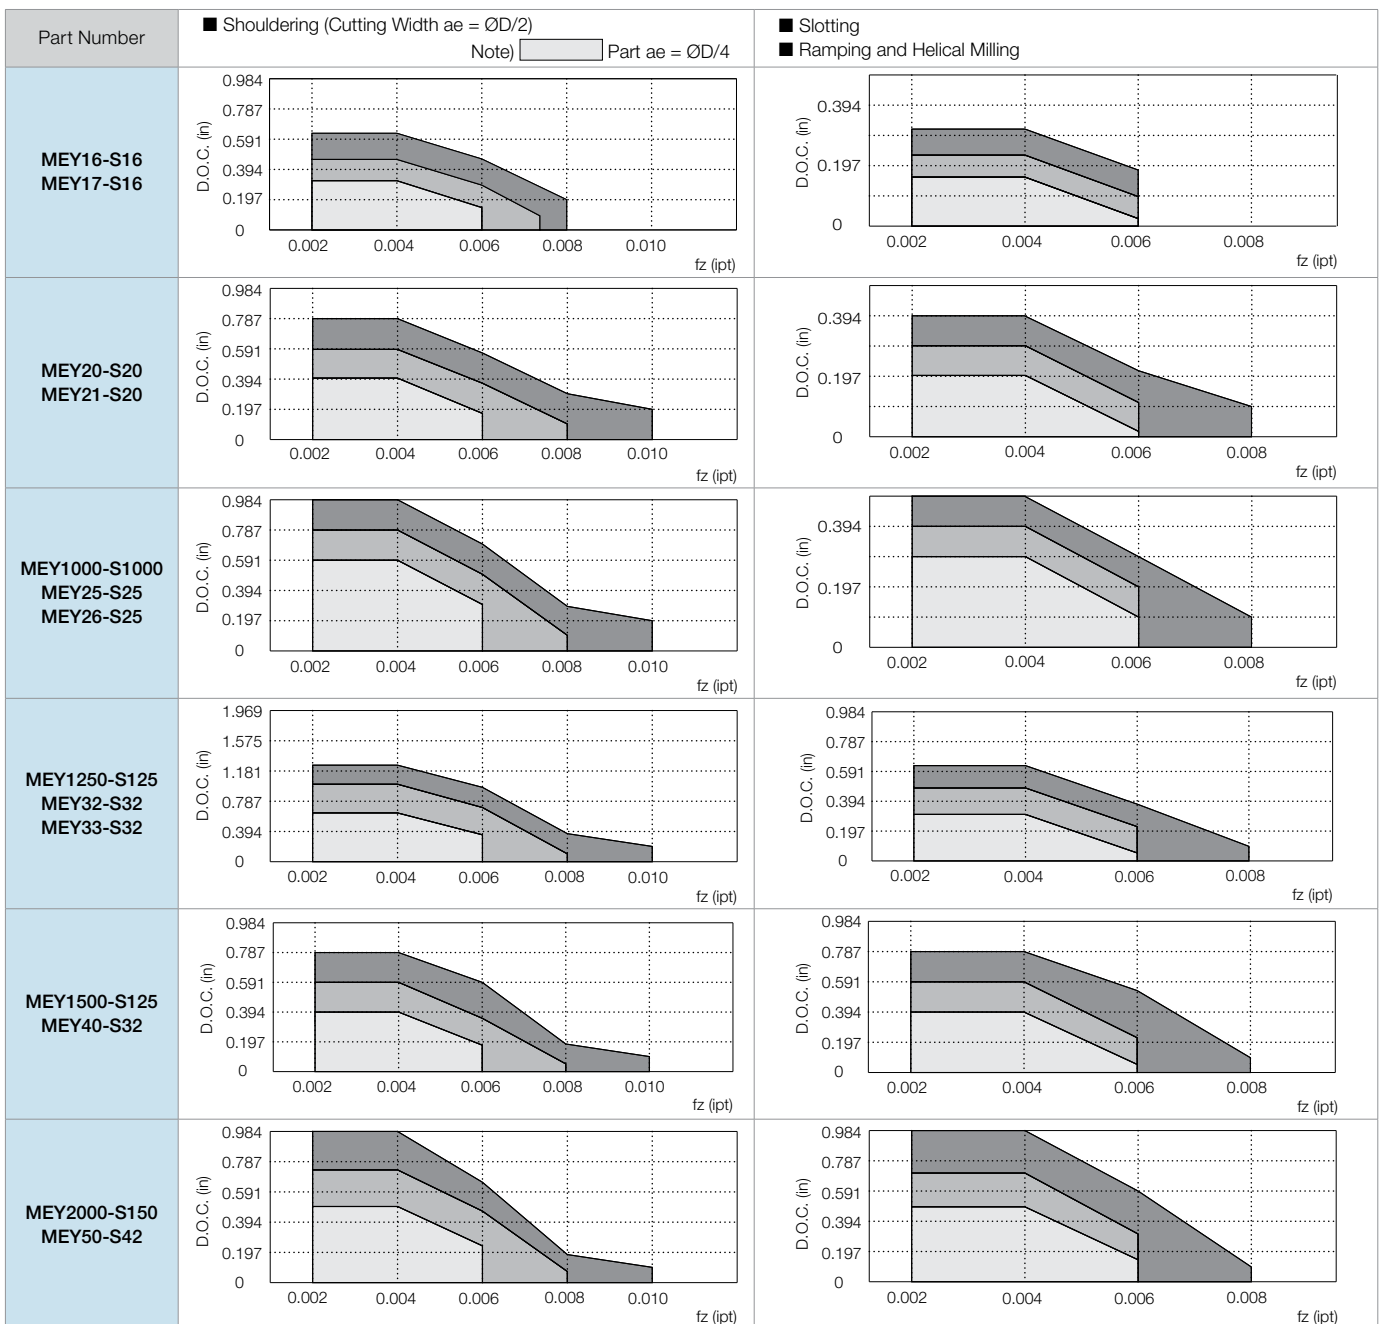 Part Number
■ Shouldering (Cutting Width ae = ØD/2)
Note) Part ae = ØD/4
■ Slotting
■ Ramping and Helical Milling
MEY16-S16
MEY17-S16
D.O.C. (in)
0.984
0.787
0.591
0.394
0.197
0
0.002 0.004 0.006 0.008 0.010
fz (ipt)
D.O.C. (in)
0.394
0.197
0
0.002 0.004 0.006 0.008
fz (ipt)
MEY20-S20
MEY21-S20
D.O.C. (in)
0.984
0.787
0.591
0.394
0.197
0
0.002 0.004 0.006 0.008 0.010
fz (ipt)
D.O.C. (in)
0.394
0.197
0
0.002 0.004 0.006 0.008
fz (ipt)
MEY1000-S1000
MEY25-S25
MEY26-S25
D.O.C. (in)
0.984
0.787
0.591
0.394
0.197
0
0.002 0.004 0.006 0.008 0.010
fz (ipt)
D.O.C. (in)
0.394
0.197
0
0.002 0.004 0.006 0.008
fz (ipt)
MEY1250-S125
MEY32-S32
MEY33-S32
D.O.C. (in)
1.969
1.575
1.181
0.787
0.394
0
0.002 0.004 0.006 0.008 0.010
fz (ipt)
D.O.C. (in)
0.984
0.787
0.591
0.394
0.197
0
0.002 0.004 0.006 0.008
fz (ipt)
MEY1500-S125
MEY40-S32
D.O.C. (in)
0.984
0.787
0.591
0.394
0.197
0
0.002 0.004 0.006 0.008 0.010
fz (ipt)
D.O.C. (in)
0.984
0.787
0.591
0.394
0.197
0
0.002 0.004 0.006 0.008
fz (ipt)
MEY2000-S150
MEY50-S42
D.O.C. (in)
0.984
0.787
0.591
0.394
0.197
0
0.002 0.004 0.006 0.008 0.010
fz (ipt)
D.O.C. (in)
0.984
0.787
0.591
0.394
0.197
0
0.002 0.004 0.006 0.008
fz (ipt)